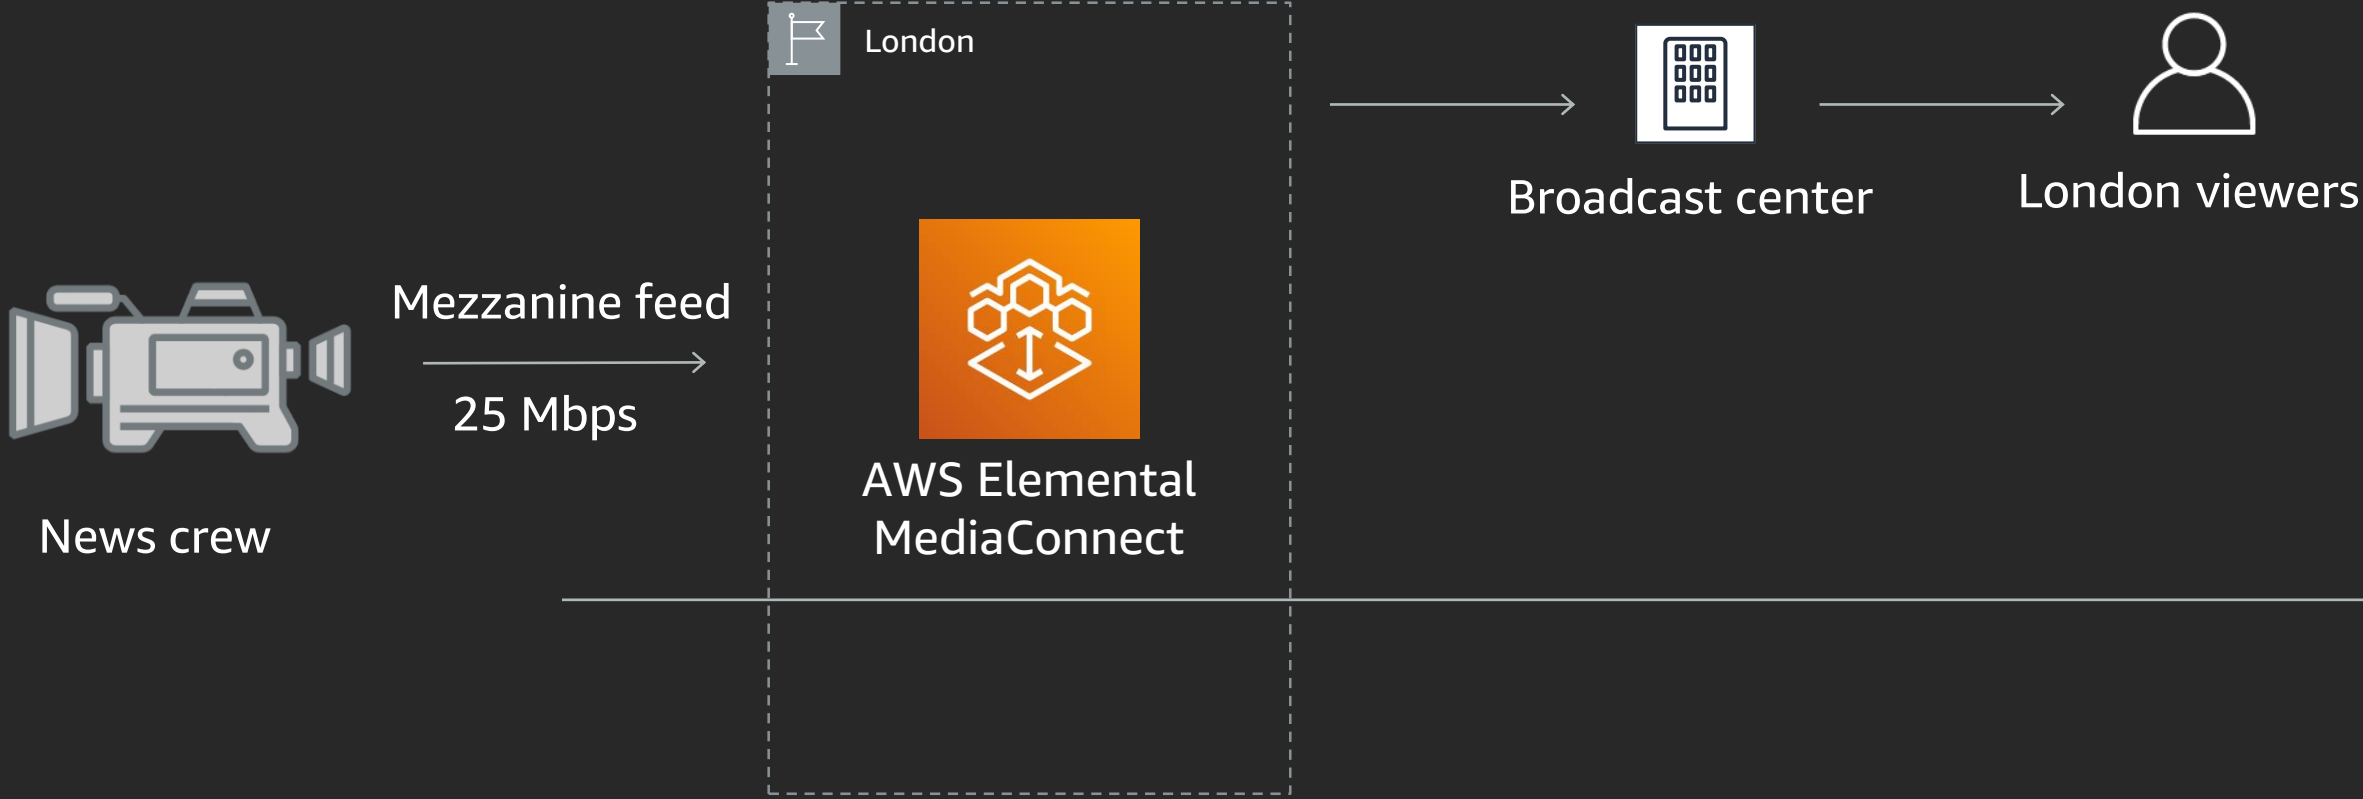 London
Broadcast center
London viewers
Mezzanine feed
25 Mbps
AWS Elemental
MediaConnect
News crew